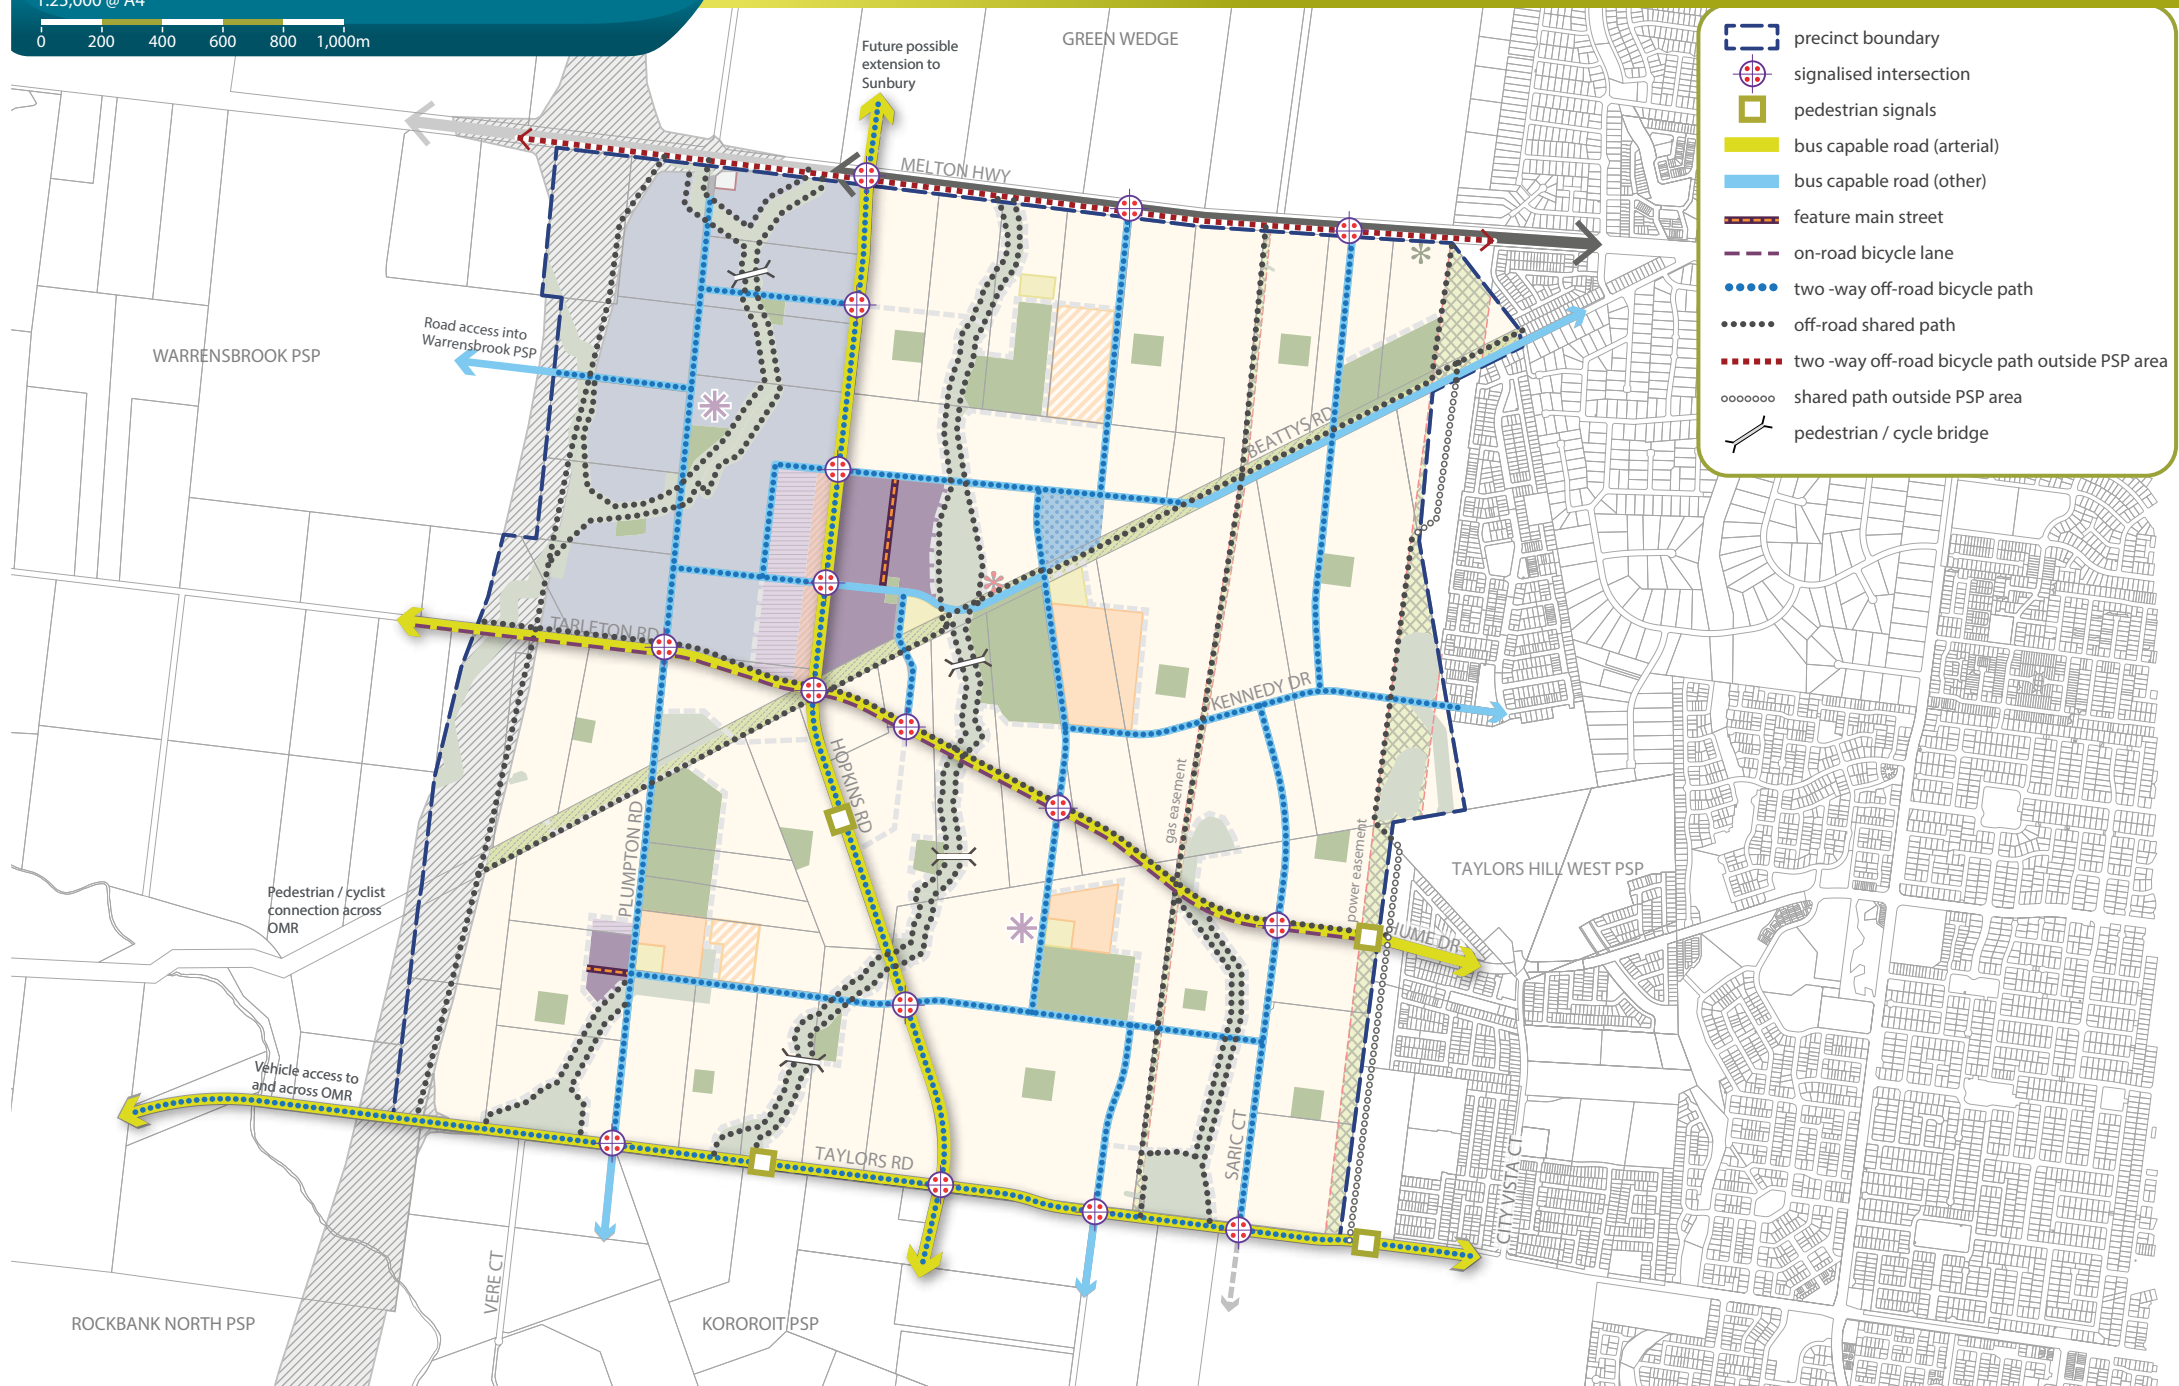 1:25,000 @ A4
0 200 400 600 800 1,000m
Future possible
extension to
Sunbury
GREEN WEDGE
precinct boundary
signalised intersection
pedestrian signals
bus capable road (arterial)
bus capable road (other)
feature main street
on-road bicycle lane
two -way off-road bicycle path
off-road shared path
two -way off-road bicycle path outside PSP area
shared path outside PSP area
pedestrian / cycle bridge
MELTON HWY
Road access into
Warrensbrook PSP
WARRENSBROOK PSP
BEATTYS RD
TARLETON RD
KENNEDY DR
HOPKINS RD
PLUMPTON RD
gas easement
power easement
TAYLORS HILL WEST PSP
Pedestrian / cyclist
connection across
OMR
HUME DR
Vehicle access to
and across OMR
TAYLORS RD
SARIC CT
CITY VISTA CT
VERE CT
ROCKBANK NORTH PSP
KOROROIT PSP